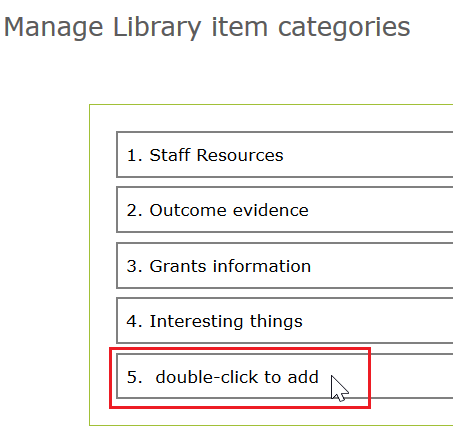 Manage Library item categories
1. Staff Resources
2. Outcome evidence
3. Grants information
4. Interesting things
5.  double-click to add